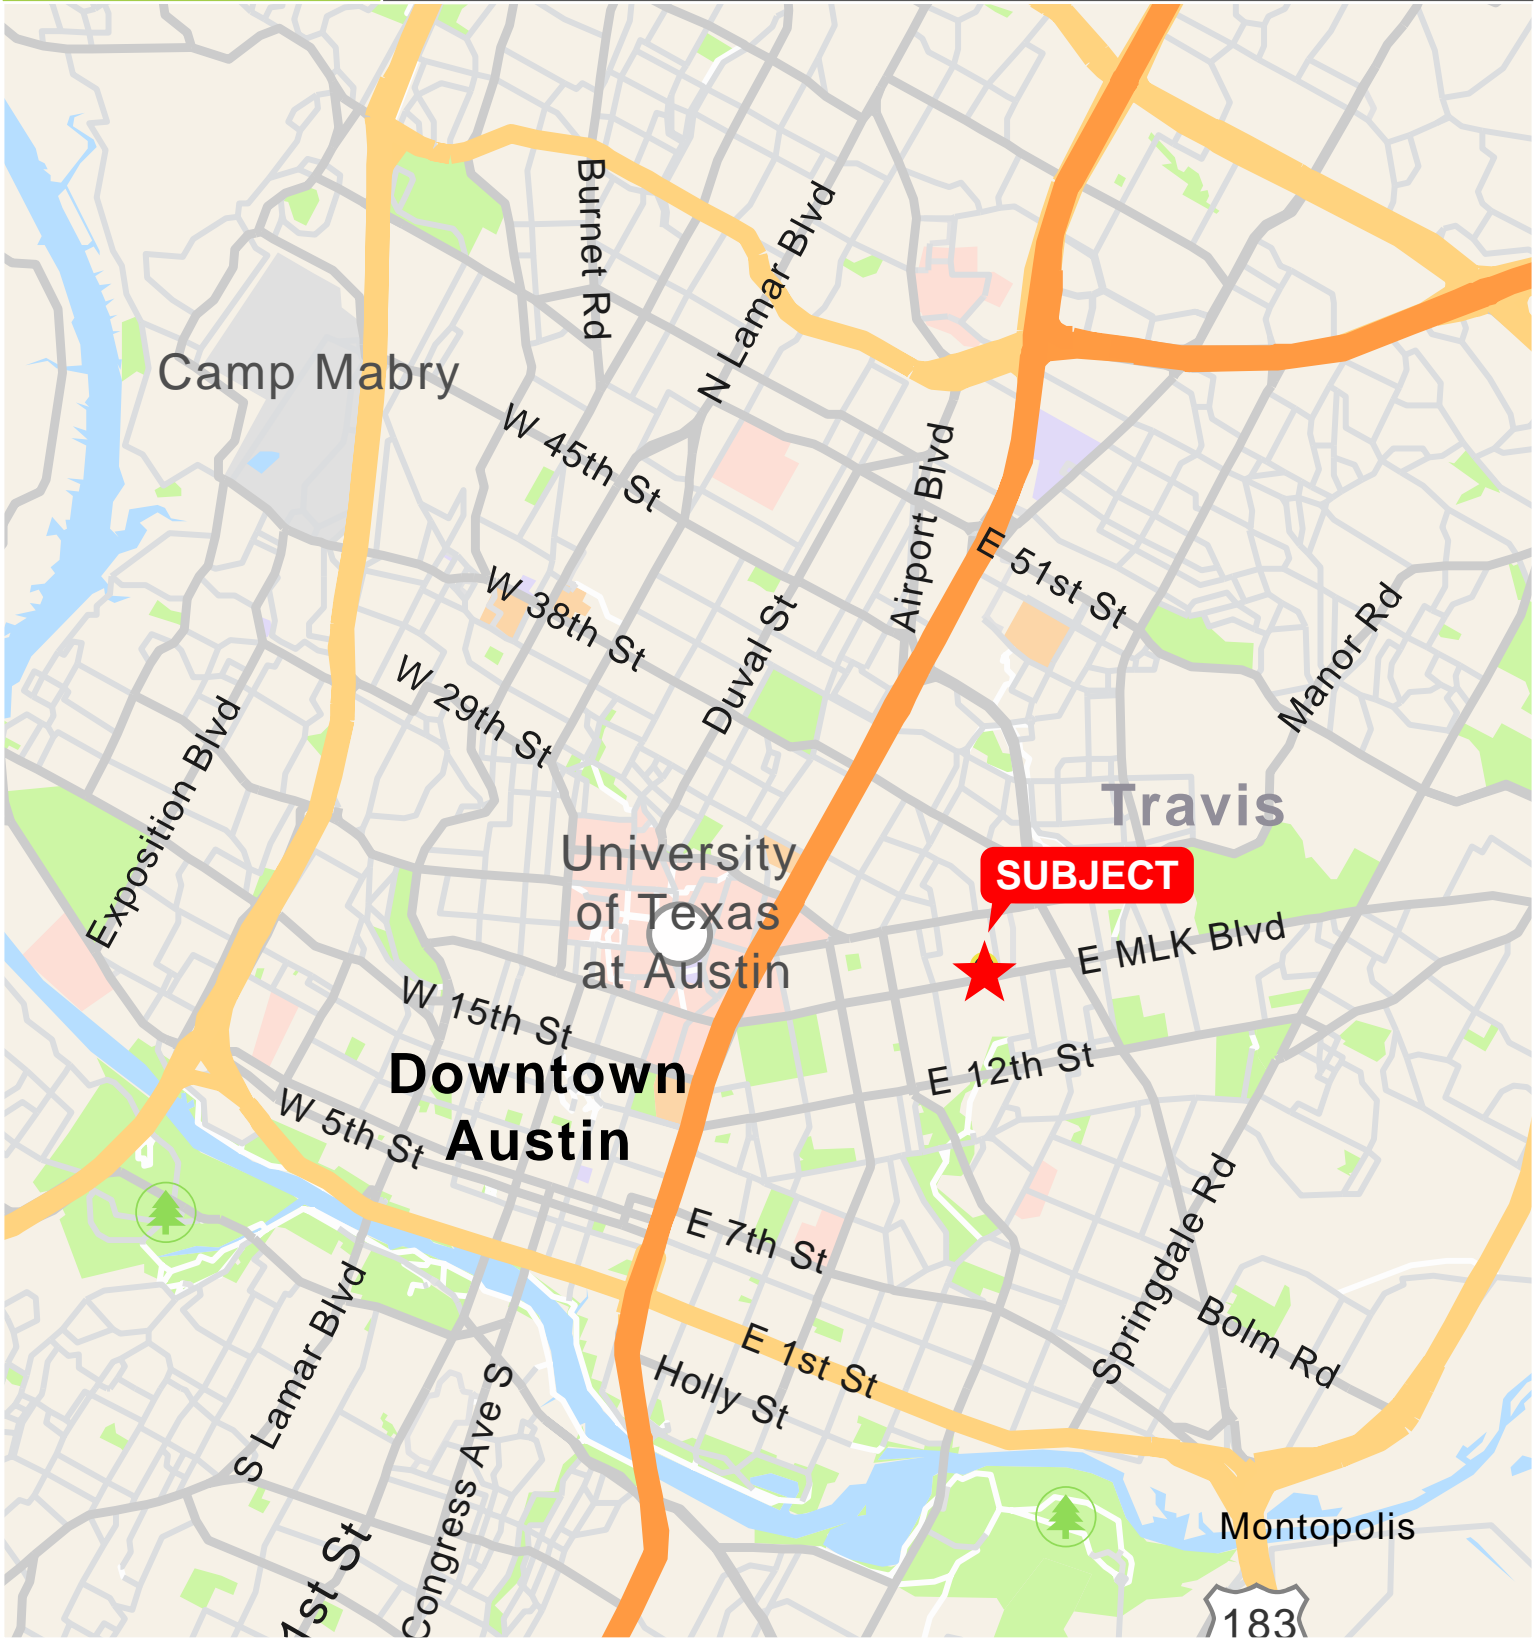 Burnet Rd
N Lamar Blvd
Camp Mabry
W 45th St
Airport Blvd
E 51st St
W 38th St
Duval St
Manor Rd
W 29th St
Exposition Blvd
Travis
University
of Texas
at Austin
SUBJECT
E MLK Blvd
W 15th St
Downtown
Austin
E 12th St
W 5th St
E 7th St
Springdale Rd
S Lamar Blvd
Bolm Rd
E 1st St
Holly St
Congress Ave S
1st St
Montopolis
183